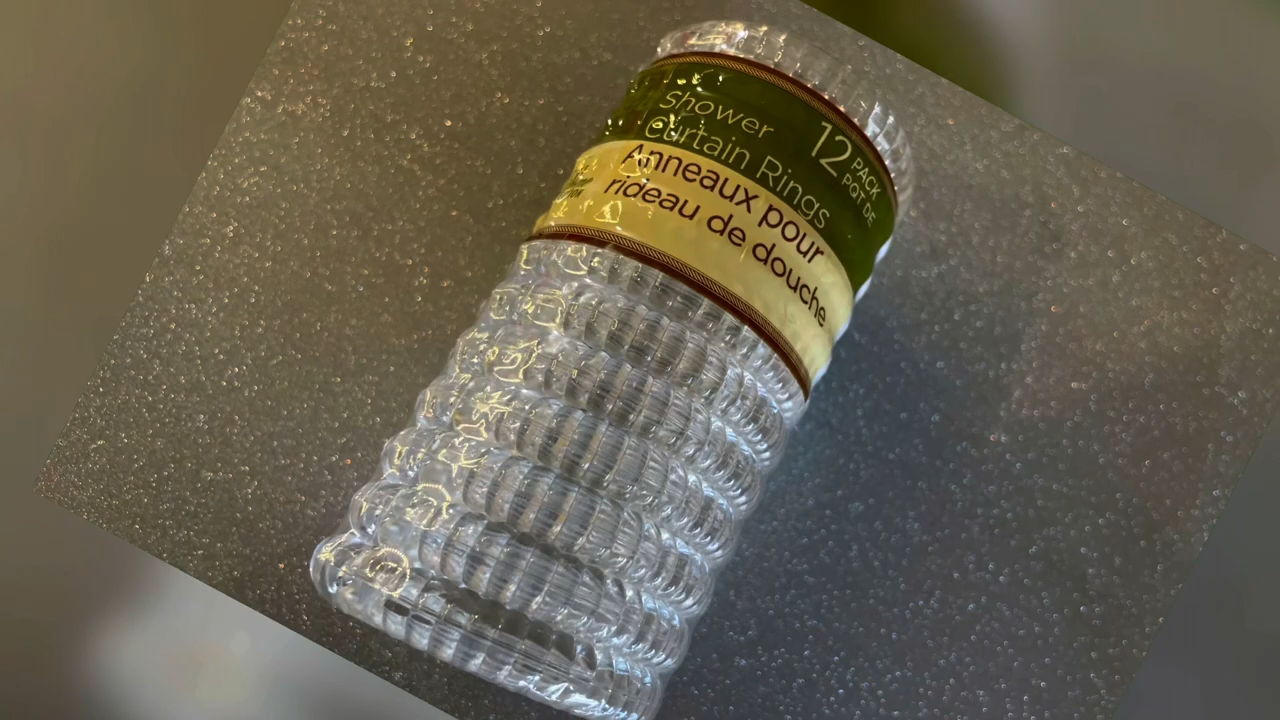 Shower
Curtain Rings
12
PACK
PQT DE
Anneaux pour
rideau de douche